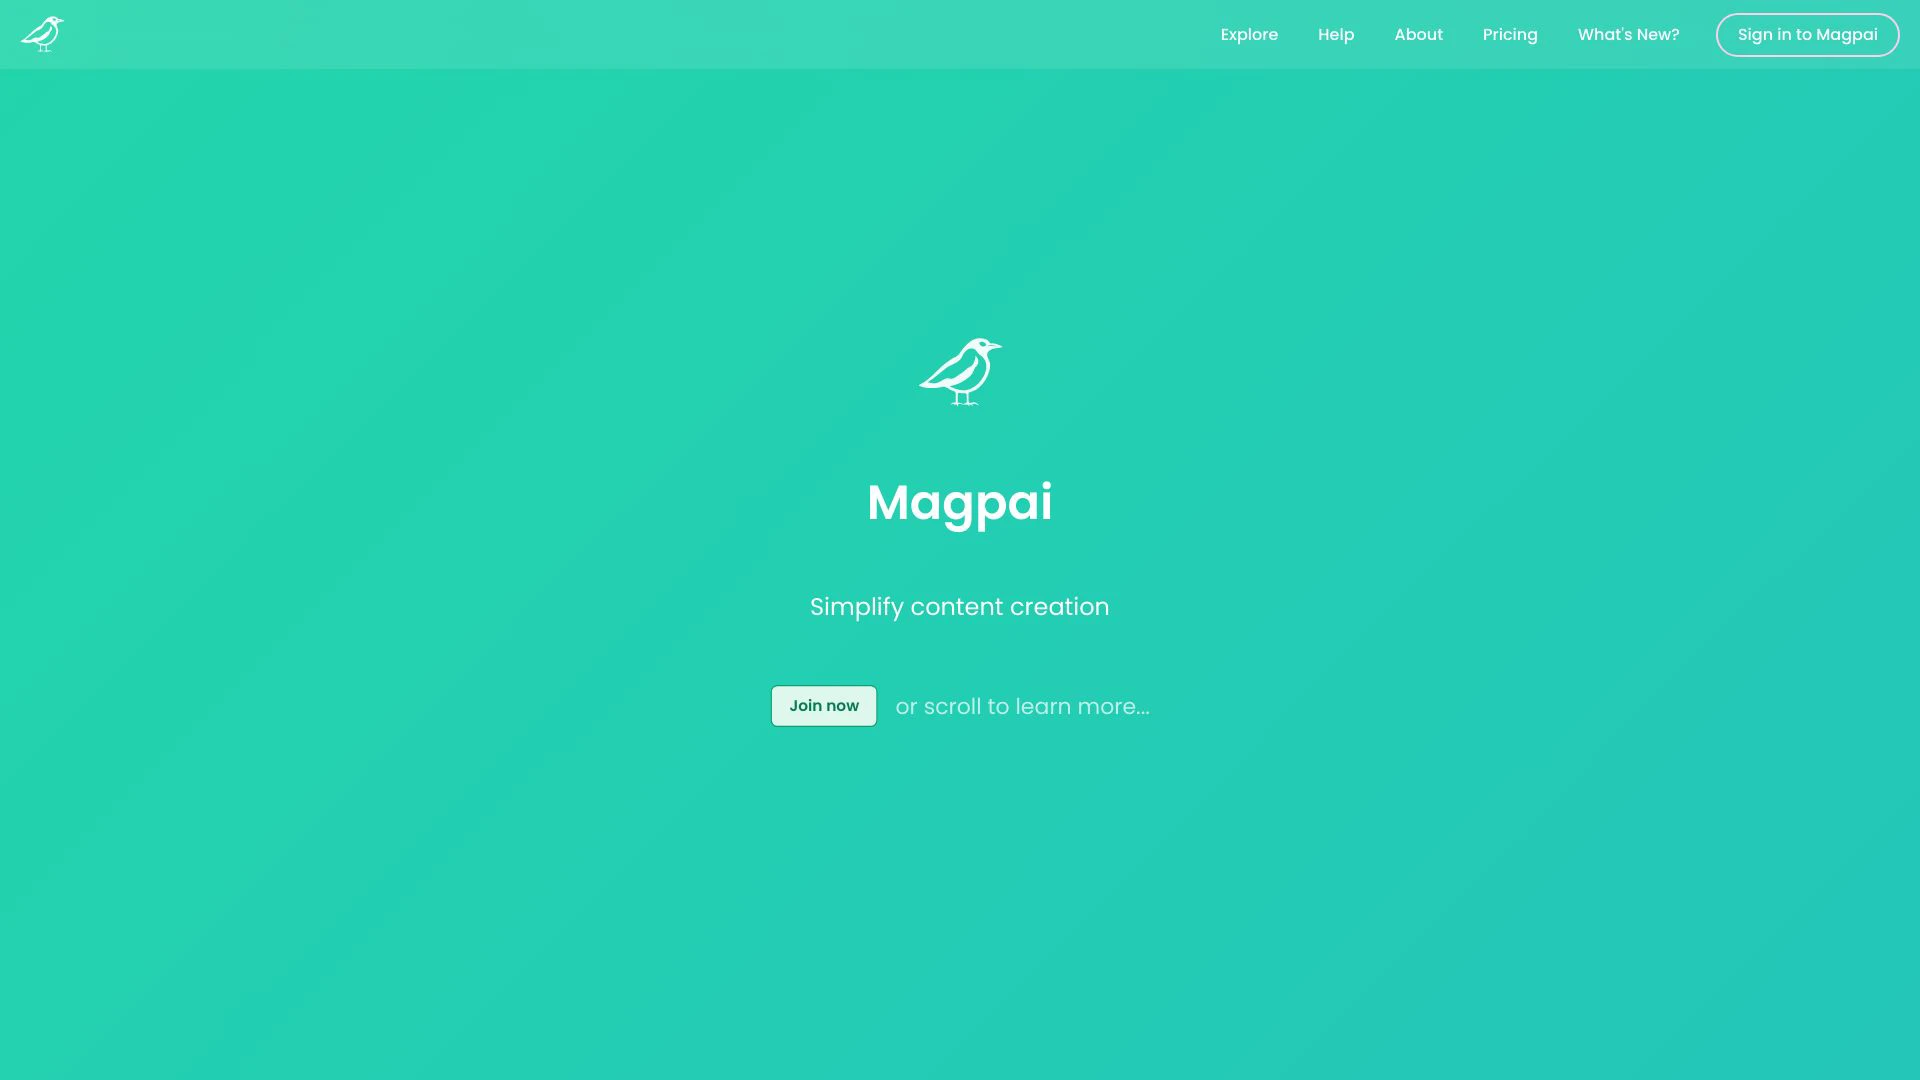 Explore Help About Pricing What's New? Sign in to Magpai
Magpai
Simplify content creation
Join now or scroll to learn more...